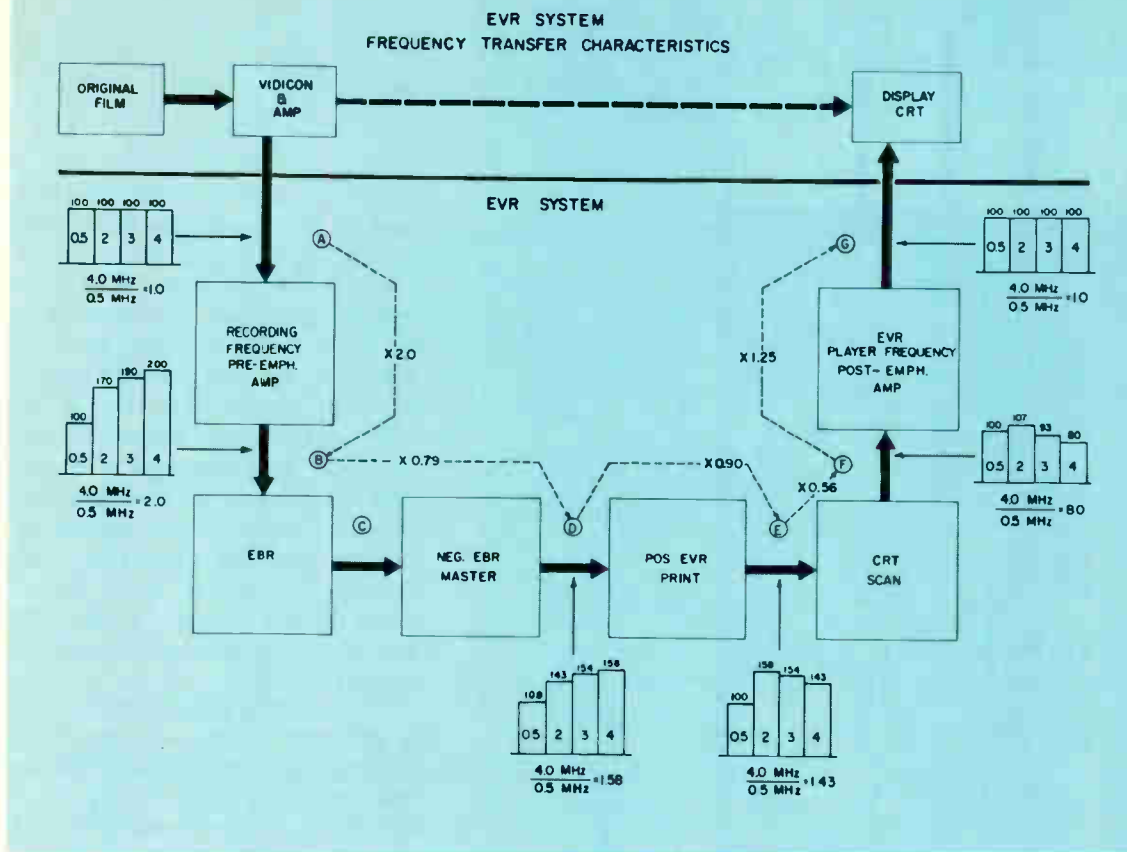 EVR SYSTEM
FREQUENCY TRANSFER CHARACTERISTICS
ORIGINAL
FILM
VIDICON
&
AMP
DISPLAY
CRT
EVR SYSTEM
100 100 100 100
0.5 2 3 4
4.0 MHz
0.5 MHz
=1.0
A
G
100 100 100 100
0.5 2 3 4
4.0 MHz
0.5 MHz
=1.0
RECORDING
FREQUENCY
PRE-EMPH.
AMP
X2.0
X1.25
EVR
PLAYER FREQUENCY
POST-EMPH.
AMP
100 170 190 200
0.5 2 3 4
4.0 MHz
0.5 MHz
=2.0
B
X 0.79
X0.90
X0.56
F
100 107 93 80
0.5 2 3 4
4.0 MHz
0.5 MHz
=80
C
D
E
EBR
NEG. EBR
MASTER
POS EVR
PRINT
CRT
SCAN
108 143 154 158
0.5 2 3 4
4.0 MHz
0.5 MHz
=1.58
100 158 154 143
0.5 2 3 4
4.0 MHz
0.5 MHz
=1.43